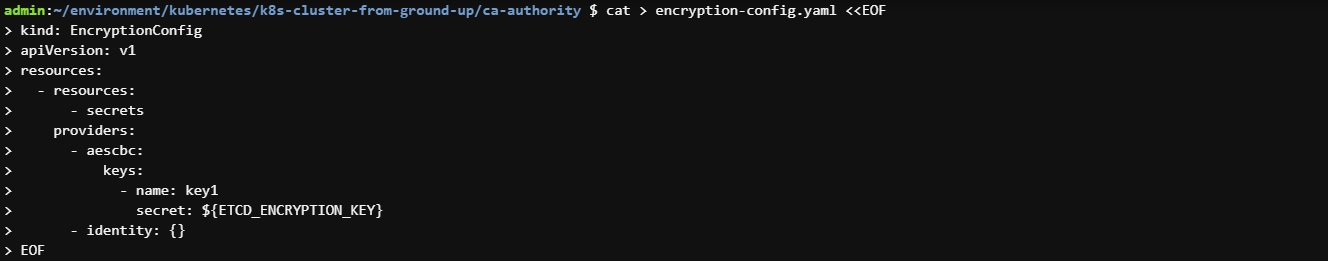 admin:~/environment/kubernetes/k8s-cluster-from-ground-up/ca-authority $ cat > encryption-config.yaml <<EOF
> kind: EncryptionConfig
> apiVersion: v1
> resources:
>   - resources:
>       - secrets
>     providers:
>       - aescbc:
>           keys:
>             - name: key1
>               secret: ${ETCD_ENCRYPTION_KEY}
>       - identity: {}
> EOF